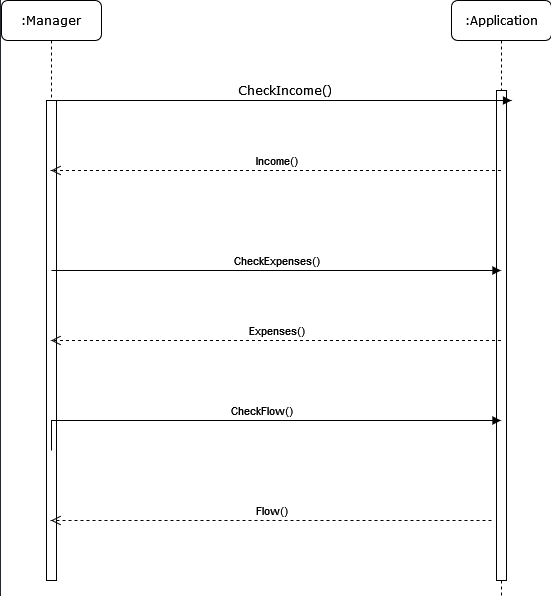 :Manager
:Application
CheckIncome()
Income()
CheckExpenses()
Expenses()
CheckFlow()
Flow()